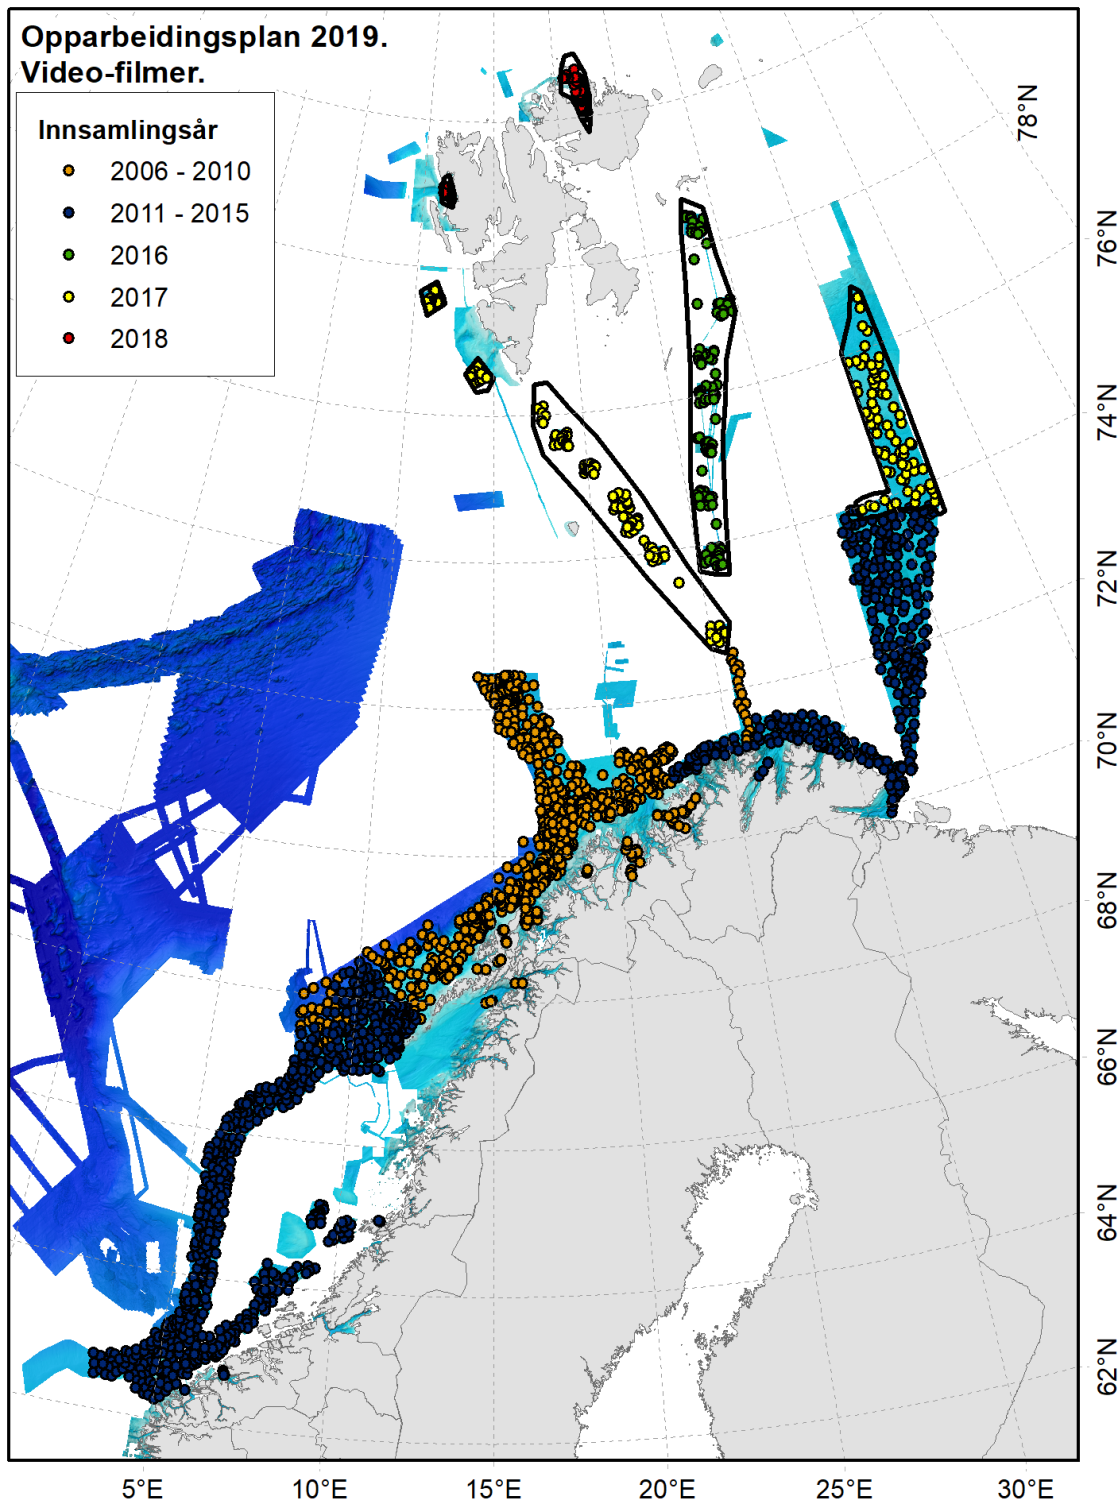 Opparbeidingsplan 2019.
Video-filmer.
Innsamlingsår
2006 - 2010
2011 - 2015
2016
2017
2018
78°N
76°N
74°N
72°N
70°N
68°N
66°N
64°N
62°N
5°E
10°E
15°E
20°E
25°E
30°E